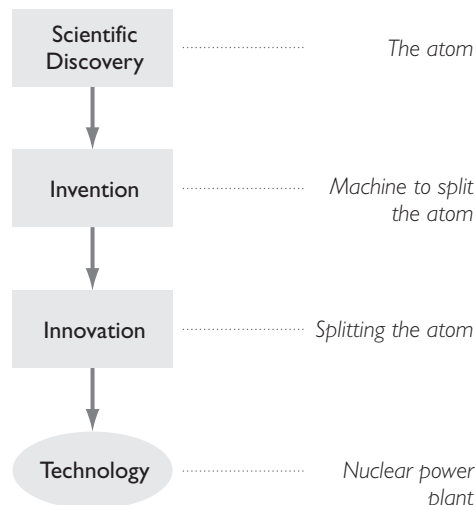 Scientific
Discovery
The atom
Invention
Machine to split
the atom
Innovation
Splitting the atom
Technology
Nuclear power
plant